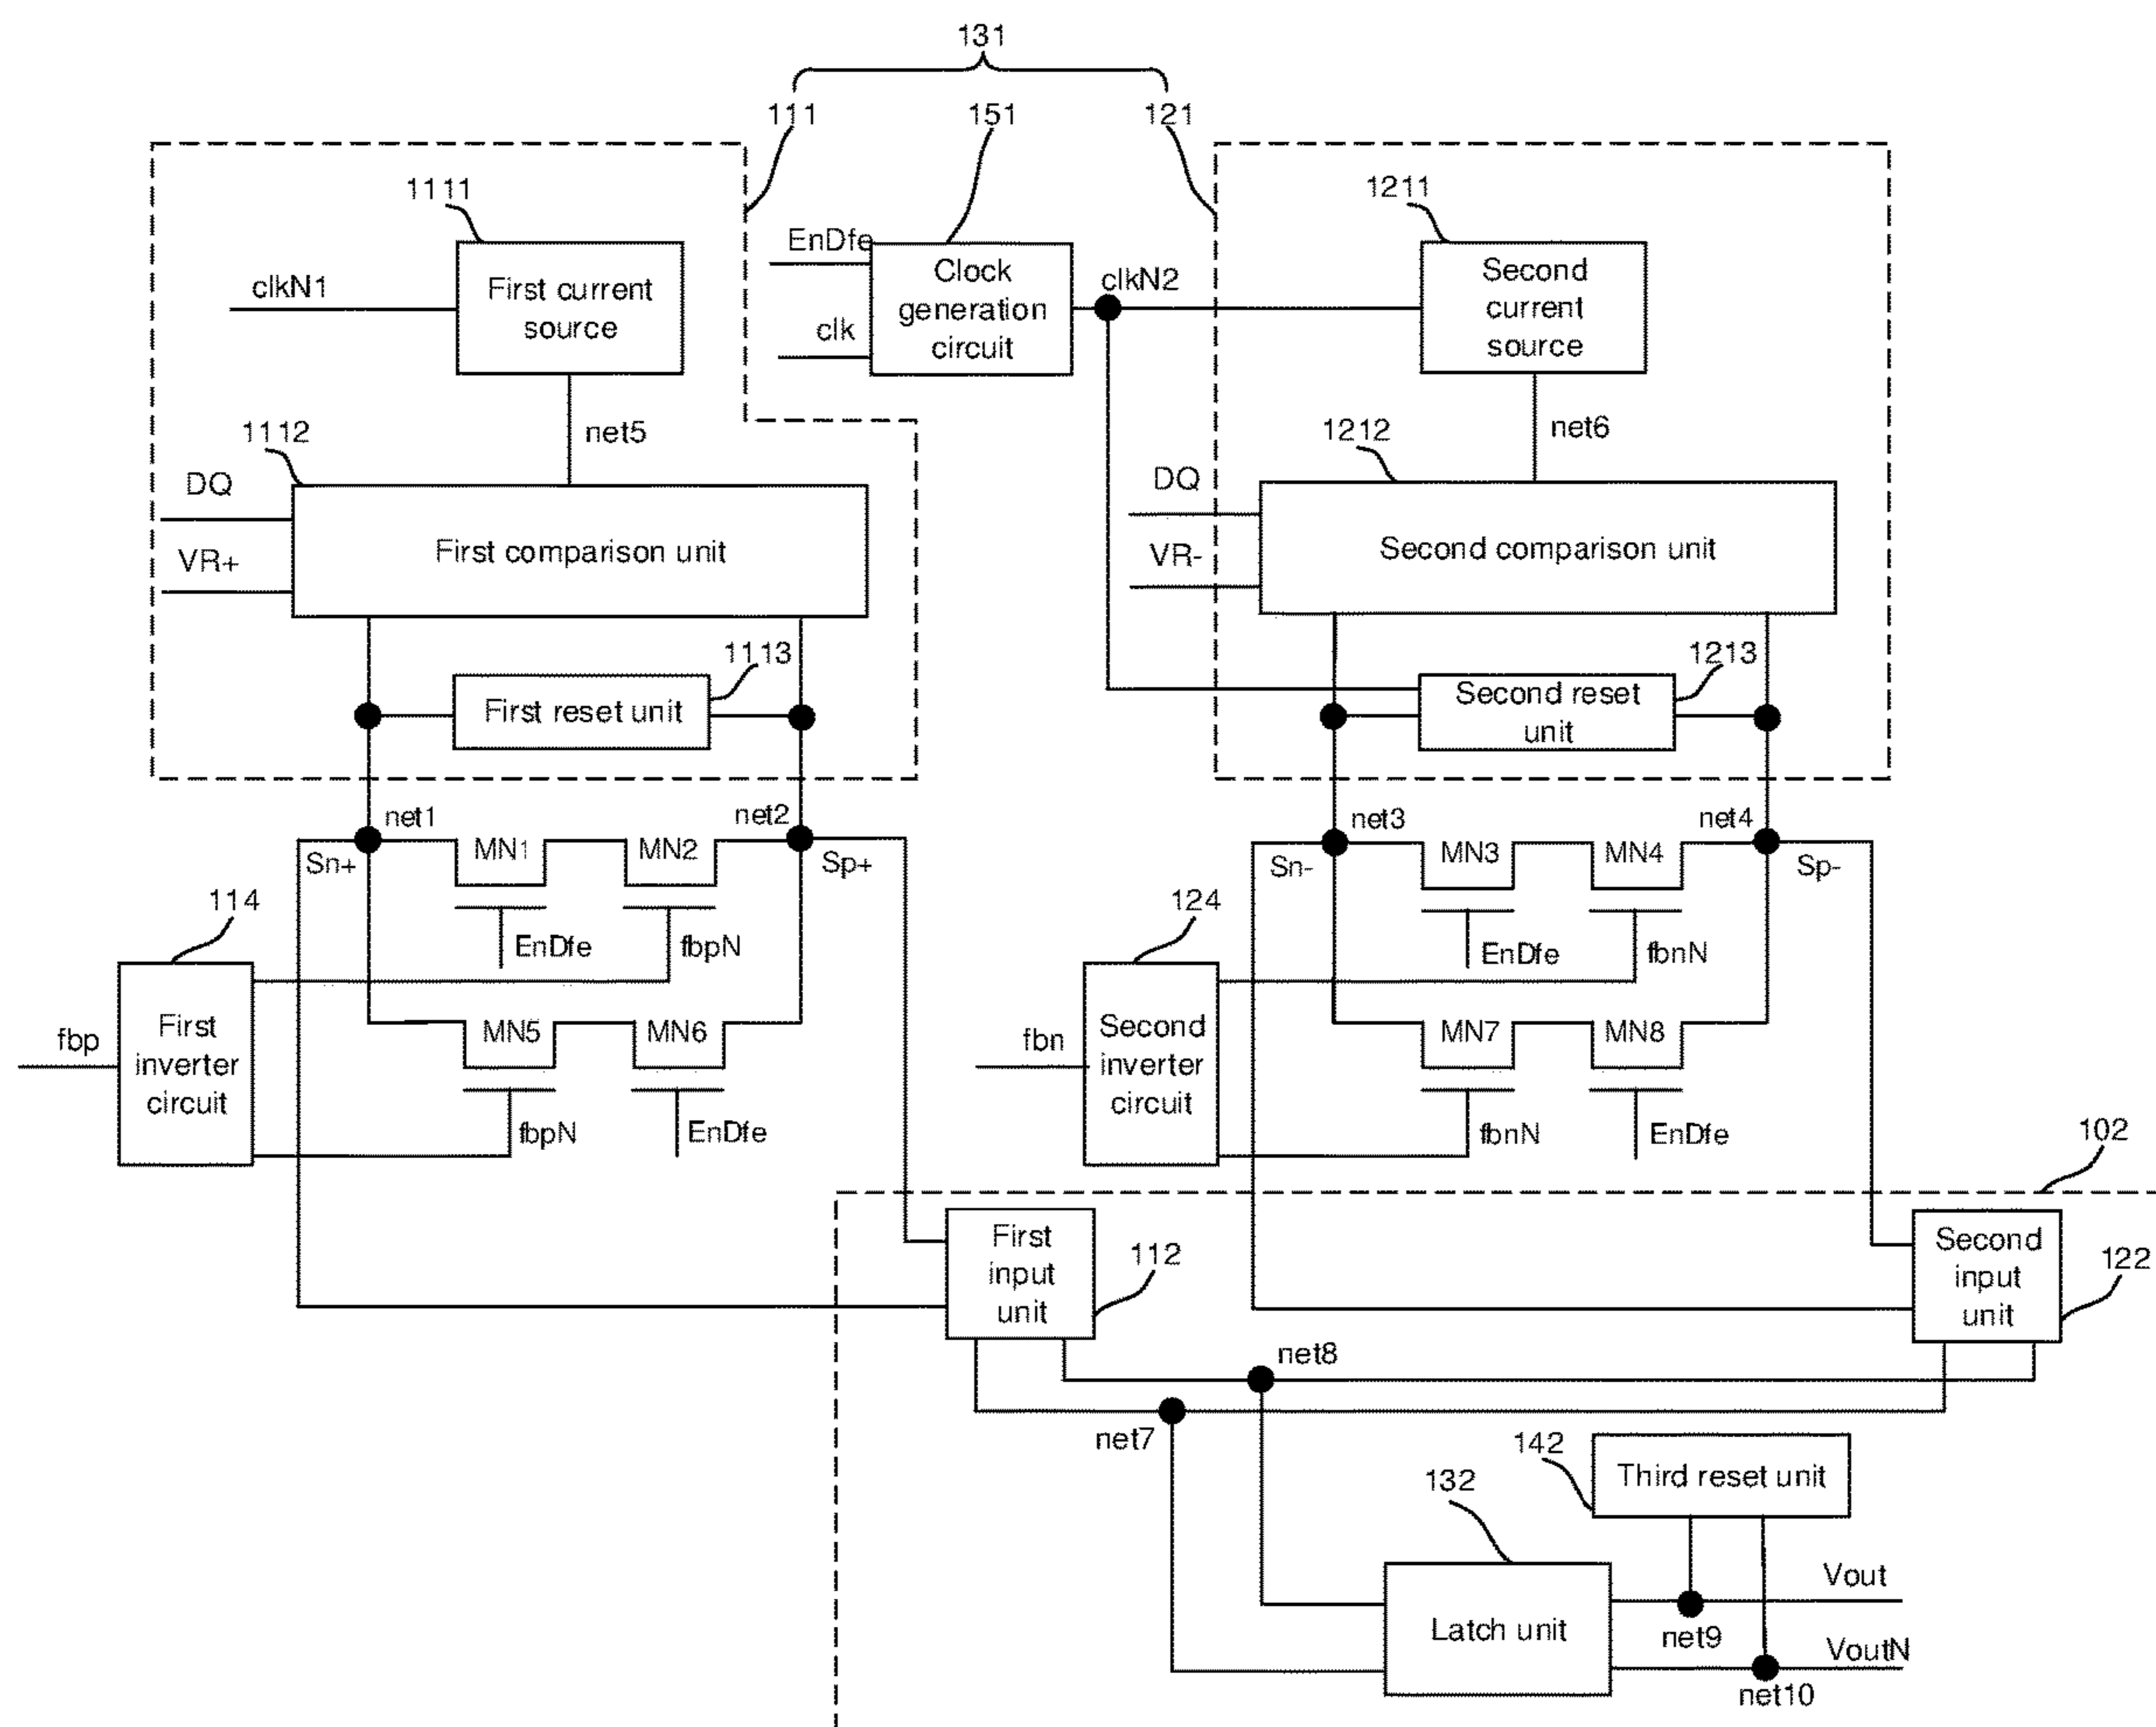 131
111
151
121
1111
1211
EnDfe
clkN1
First current
source
Clock
generation
circuit
clk
clkN2
Second
current
source
net5
net6
1112
1212
DQ
VR+
First comparison unit
DQ
VR-
Second comparison unit
1113
First reset unit
1213
Second reset
unit
net1
net2
MN1
MN2
Sn+
Sp+
net3
net4
MN3
MN4
Sn-
Sp-
114
124
EnDfe
fbpN
EnDfe
fbnN
fbp
First
inverter
circuit
MN5
MN6
fbn
Second
inverter
circuit
MN7
MN8
fbpN
EnDfe
fbnN
EnDfe
102
First
input
unit
112
Second
input
unit
122
net8
net7
142
Third reset unit
132
Latch unit
Vout
net9
VoutN
net10